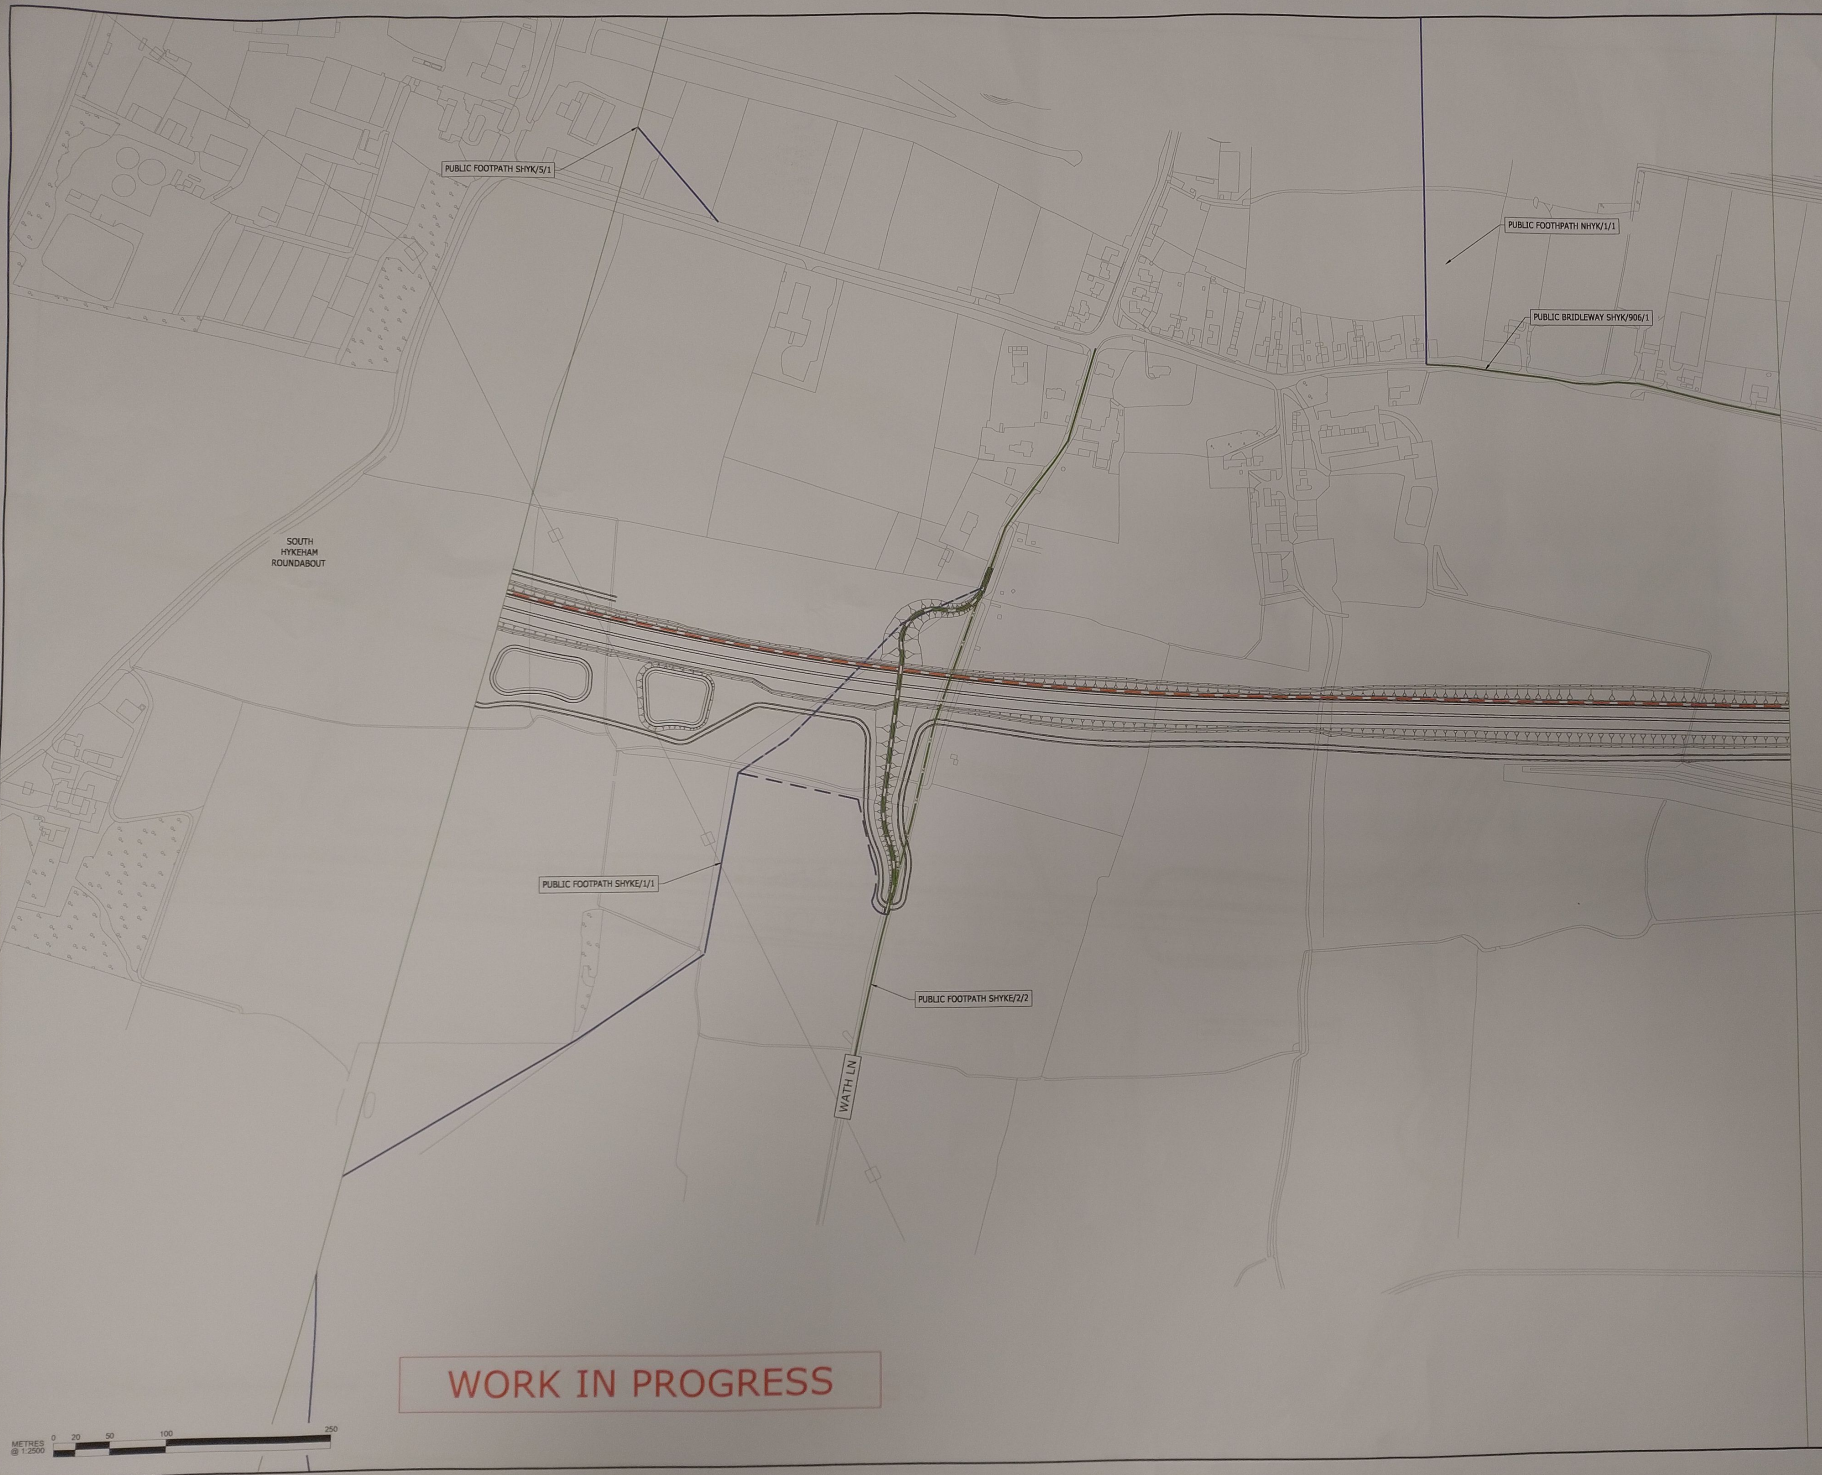 PUBLIC FOOTPATH SHYK/5/1
PUBLIC FOOTHPATH NHYK/1/1
PUBLIC BRIDLEWAY SHYK/906/1
SOUTH
HYKEHAM
ROUNDABOUT
PUBLIC FOOTPATH SHYKE/1/1
PUBLIC FOOTPATH SHYKE/2/2
WATH LN
WORK IN PROGRESS
METRES
@ 1:2500
0 20 50 100 250